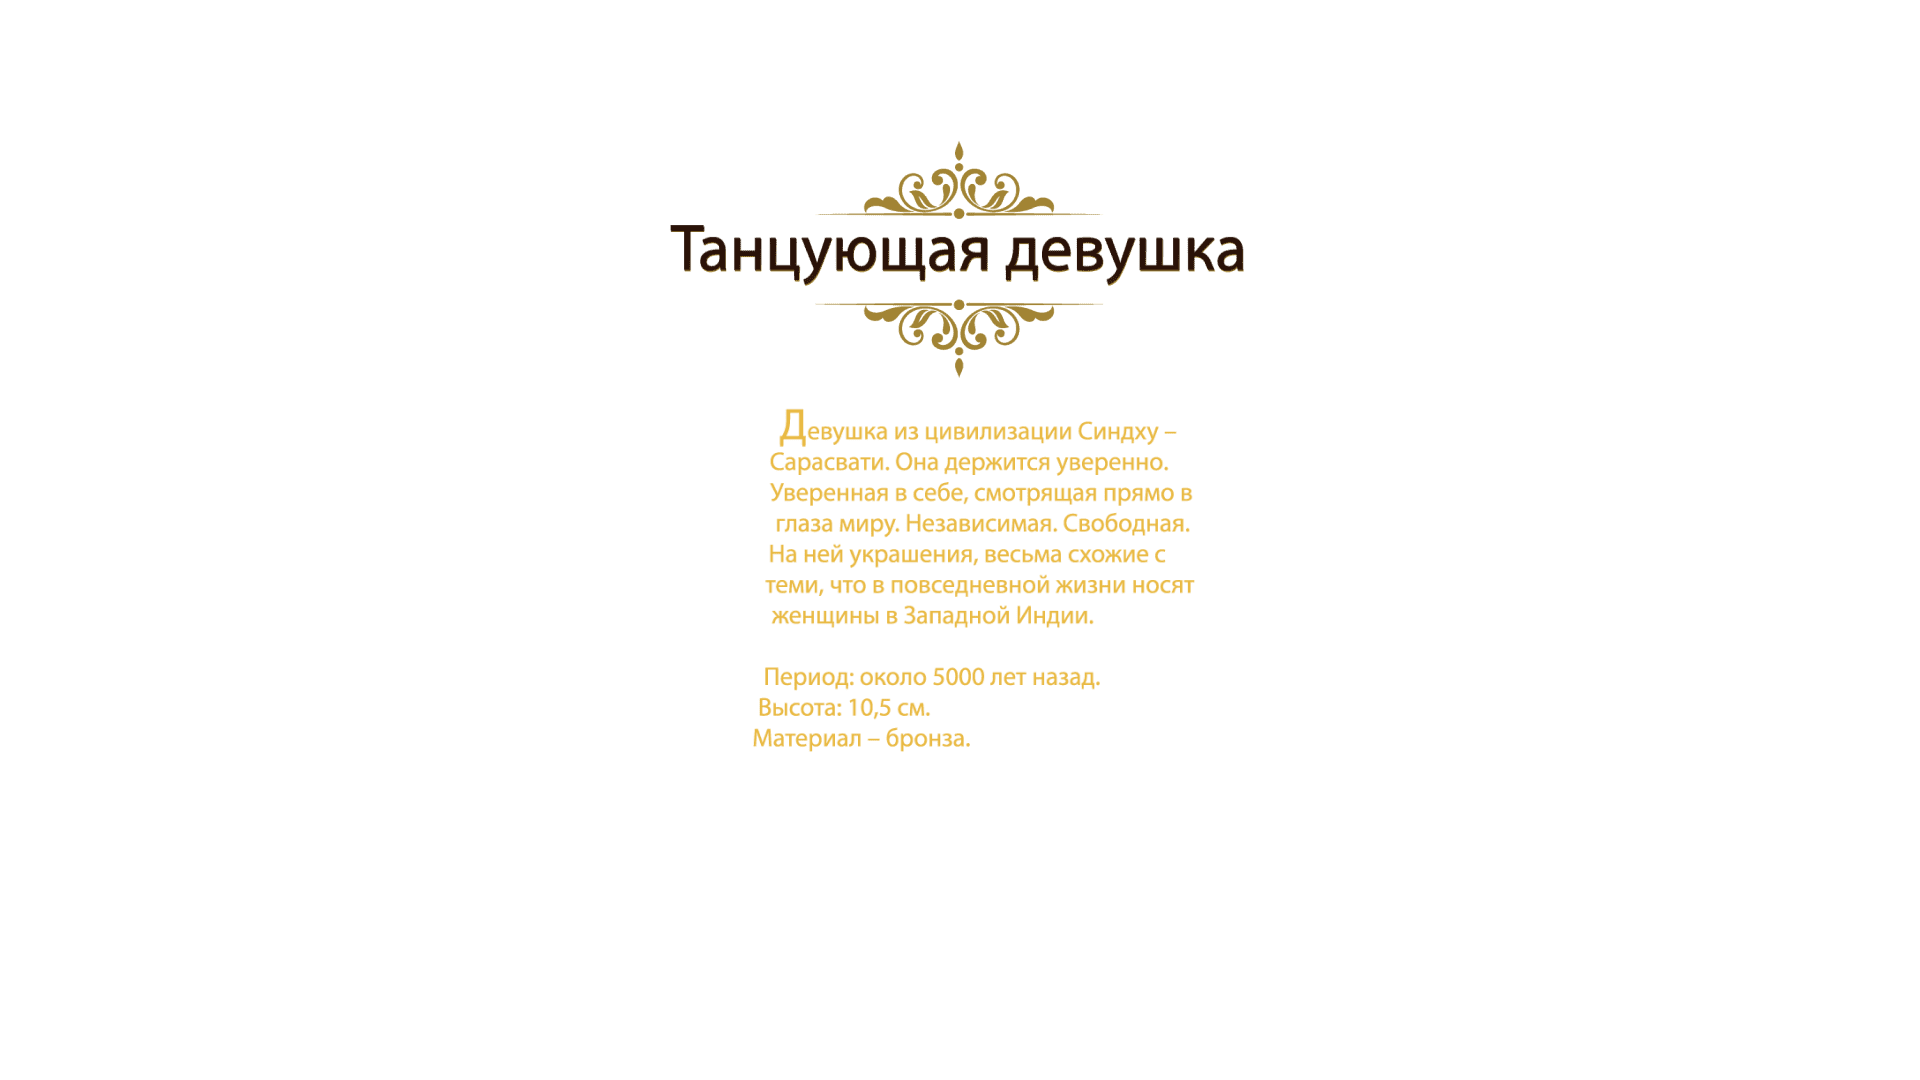 Танцующая девушка
Девушка из цивилизации Синдху –
Сарасвати. Она держится уверенно.
Уверенная в себе, смотрящая прямо в
глаза миру. Независимая. Свободная.
На ней украшения, весьма схожие с
теми, что в повседневной жизни носят
женщины в Западной Индии.
Период: около 5000 лет назад.
Высота: 10,5 см.
Материал – бронза.